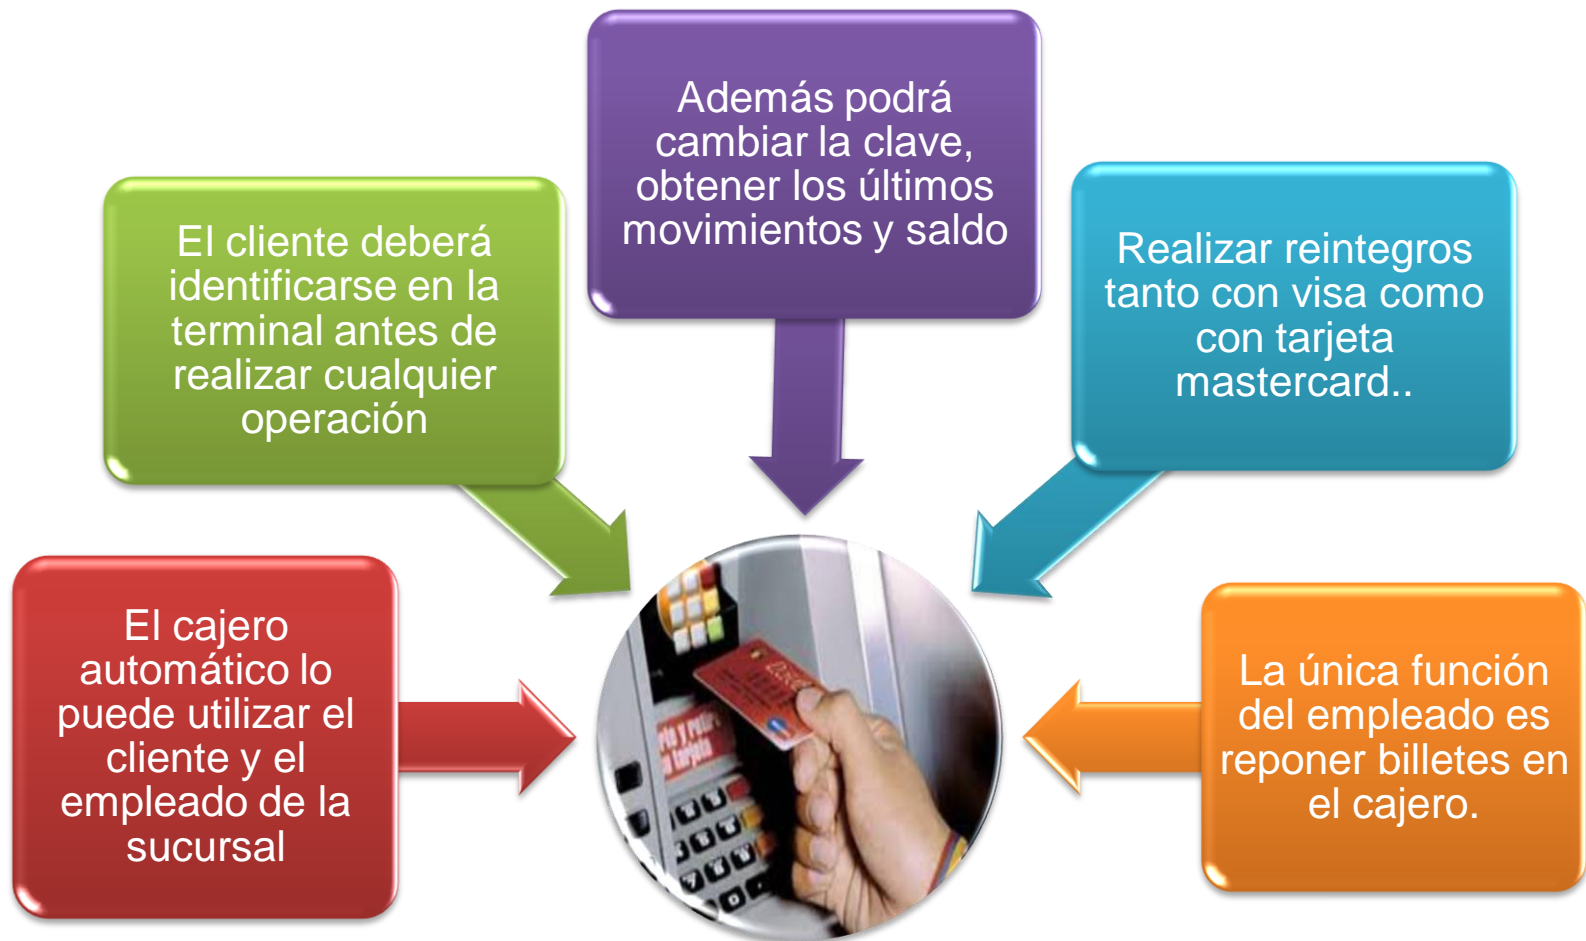 Además podrá
cambiar la clave,
obtener los últimos
movimientos y saldo
El cliente deberá
identificarse en la
terminal antes de
realizar cualquier
operación
Realizar reintegros
tanto con visa como
con tarjeta
mastercard..
El cajero
automático lo
puede utilizar el
cliente y el
empleado de la
sucursal
La única función
del empleado es
reponer billetes en
el cajero.